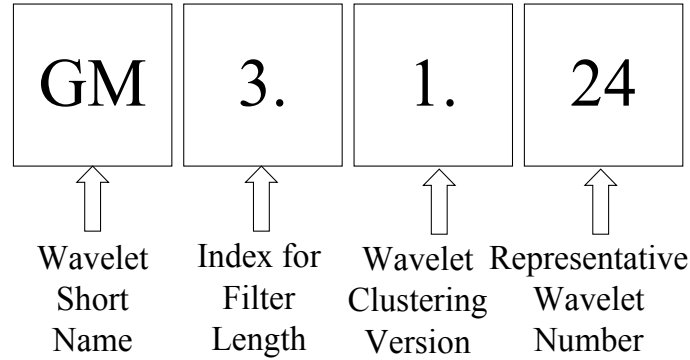 GM 3. 1. 24
Wavelet Short Name
Index for Filter Length
Wavelet Clustering Version
Representative Wavelet Number